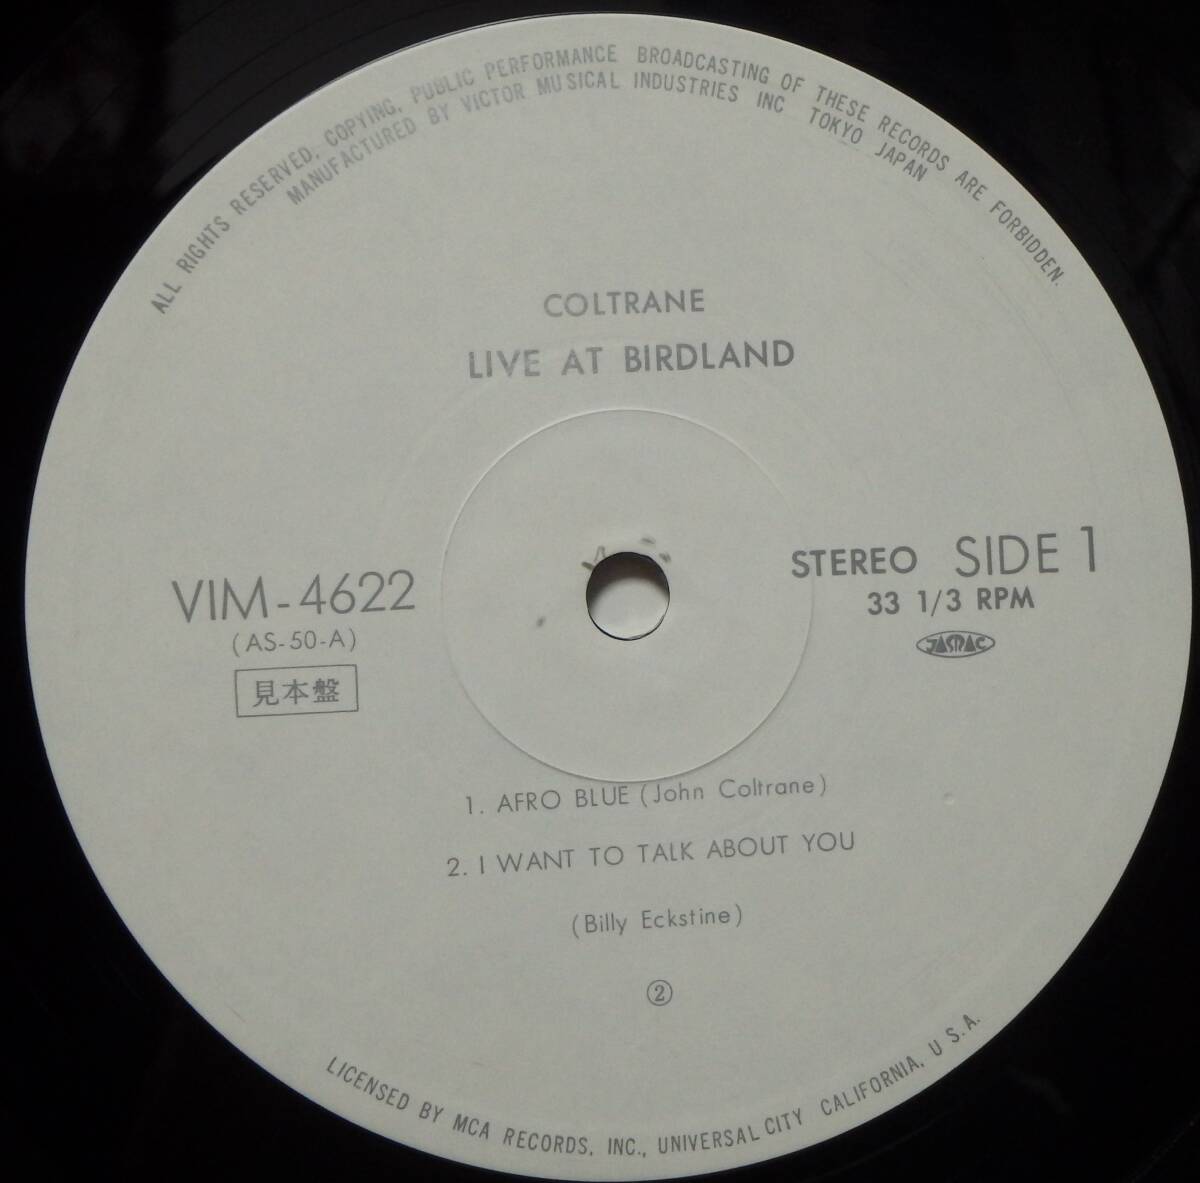 ALL RIGHTS RESERVED, COPYING, PUBLIC PERFORMANCE BROADCASTING OF THESE RECORDS ARE FORBIDDEN.
MANUFACTURED BY VICTOR MUSICAL INDUSTRIES INC TOKYO JAPAN
COLTRANE
LIVE AT BIRDLAND
VIM-4622
(AS-50-A)
見本盤
STEREO SIDE 1
33 1/3 RPM
JASRAC
1. AFRO BLUE (John Coltrane)
2. I WANT TO TALK ABOUT YOU
(Billy Eckstine)
②
LICENSED BY MCA RECORDS, INC., UNIVERSAL CITY CALIFORNIA, U S.A.